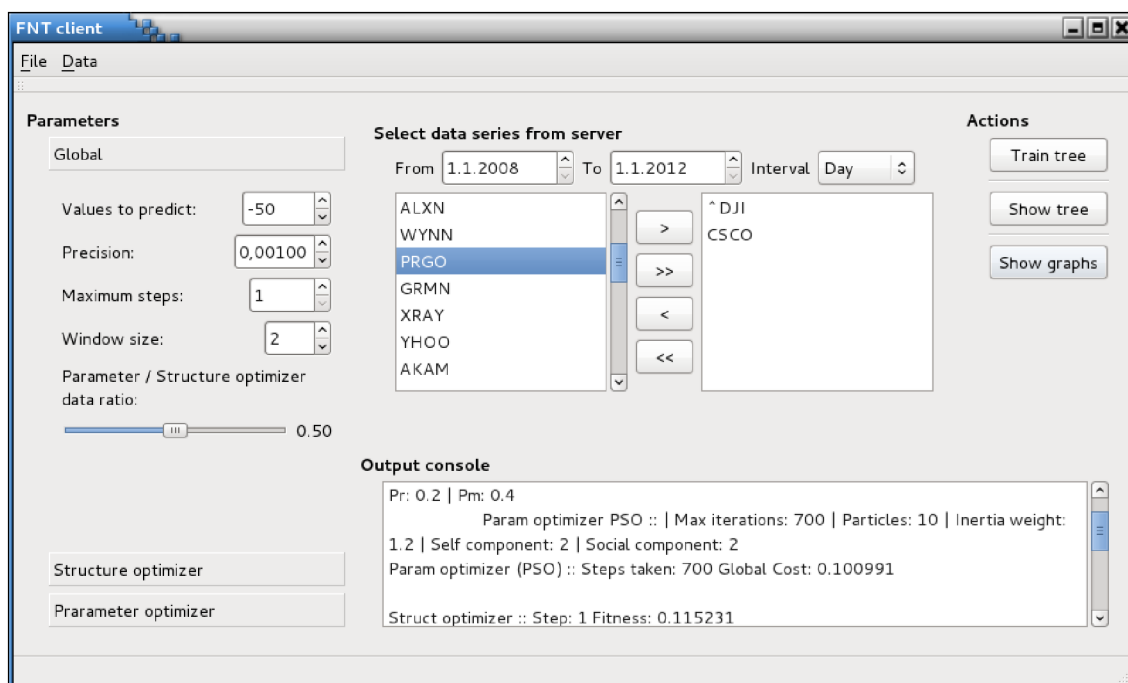 FNT client
File Data
Parameters
Global
Values to predict: -50
Precision: 0,00100
Maximum steps: 1
Window size: 2
Parameter / Structure optimizer
data ratio:
0.50
Structure optimizer
Prarameter optimizer
Select data series from server
From 1.1.2008 To 1.1.2012 Interval Day
ALXN
WYNN
PRGO
GRMN
XRAY
YHOO
AKAM
>
>>
<
<<
^DJI
CSCO
Actions
Train tree
Show tree
Show graphs
Output console
Pr: 0.2 | Pm: 0.4
Param optimizer PSO :: | Max iterations: 700 | Particles: 10 | Inertia weight:
1.2 | Self component: 2 | Social component: 2
Param optimizer (PSO) :: Steps taken: 700 Global Cost: 0.100991
Struct optimizer :: Step: 1 Fitness: 0.115231